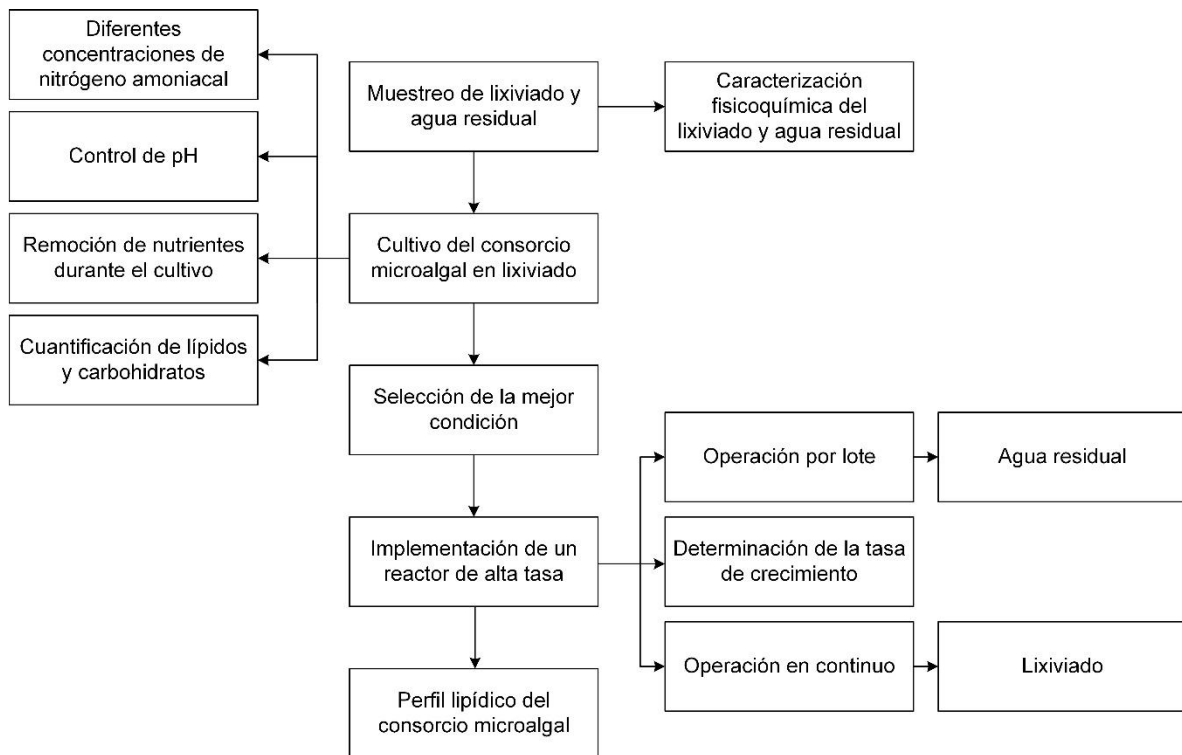 Diferentes
concentraciones de
nitrógeno amoniacal
Muestreo de lixiviado y
agua residual
Caracterización
fisicoquímica del
lixiviado y agua residual
Control de pH
Remoción de nutrientes
durante el cultivo
Cultivo del consorcio
microalgal en lixiviado
Cuantificación de lípidos
y carbohidratos
Selección de la mejor
condición
Operación por lote
Agua residual
Implementación de un
reactor de alta tasa
Determinación de la tasa
de crecimiento
Operación en continuo
Lixiviado
Perfil lipídico del
consorcio microalgal